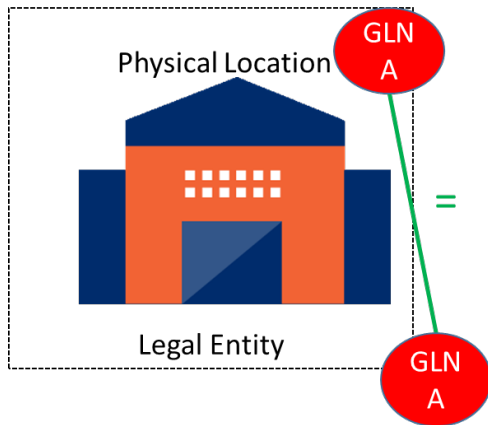 GLN
A
Physical Location
=
Legal Entity
GLN
A